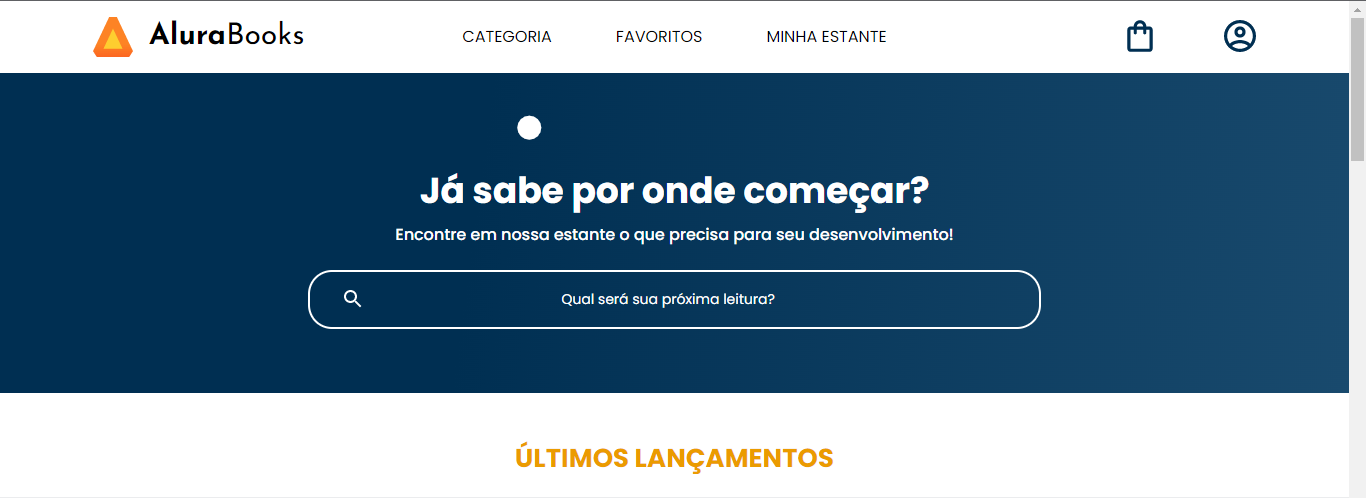 AluraBooks
CATEGORIA
FAVORITOS
MINHA ESTANTE
Já sabe por onde começar?
Encontre em nossa estante o que precisa para seu desenvolvimento!
Qual será sua próxima leitura?
ÚLTIMOS LANÇAMENTOS